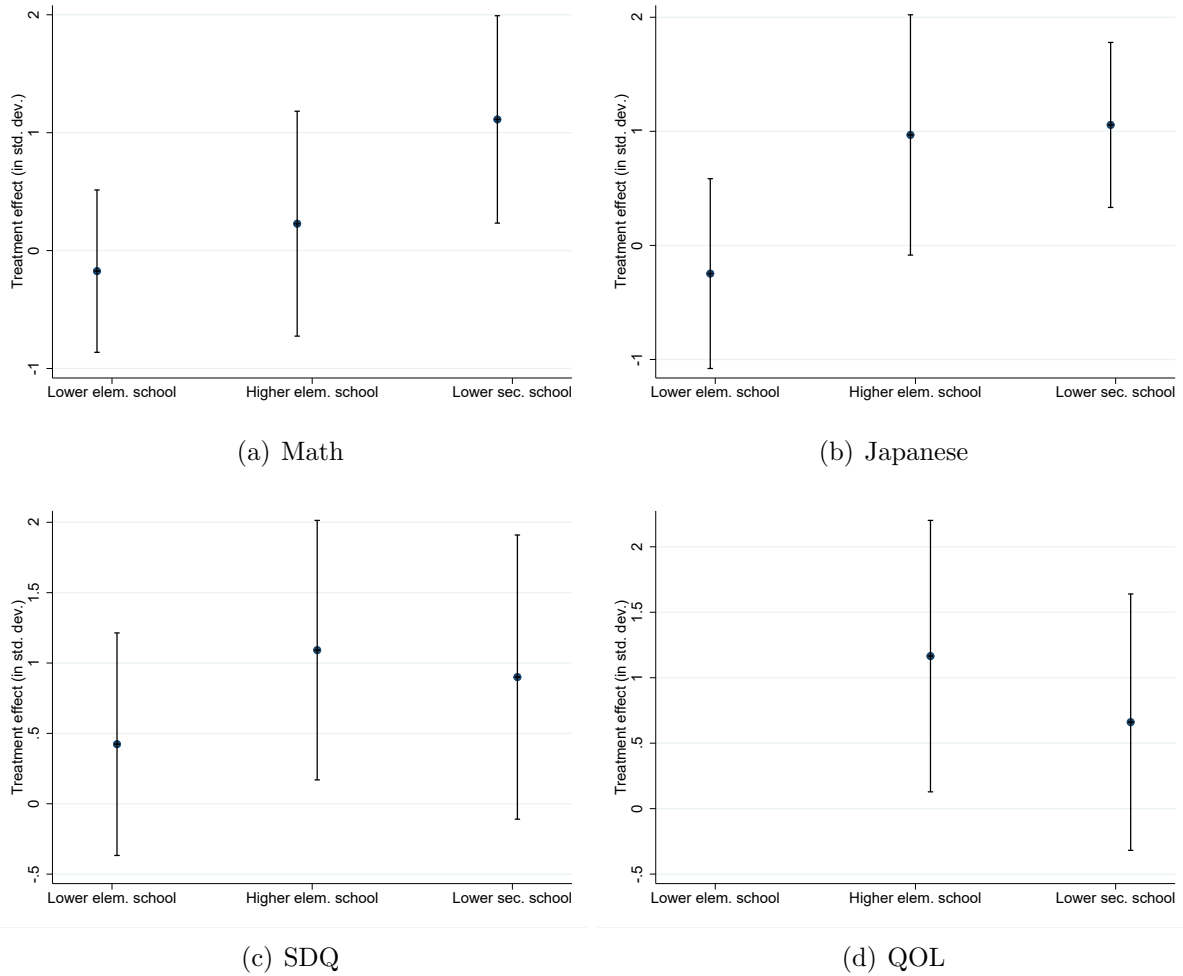 Treatment effect (in std. dev.)
2
1
0
-1
Lower elem. school Higher elem. school Lower sec. school
(a) Math
Treatment effect (in std. dev.)
2
1
0
-1
Lower elem. school Higher elem. school Lower sec. school
(b) Japanese
Treatment effect (in std. dev.)
2
1.5
1
.5
0
-.5
Lower elem. school Higher elem. school Lower sec. school
(c) SDQ
Treatment effect (in std. dev.)
2
1.5
1
.5
0
-.5
Lower elem. school Higher elem. school Lower sec. school
(d) QOL